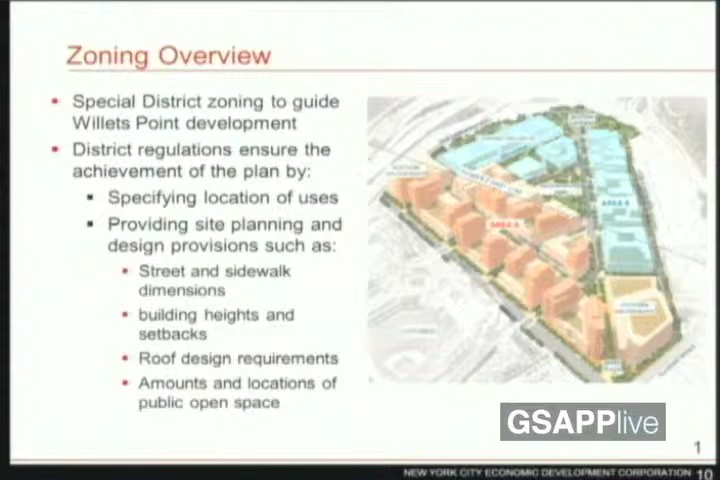 Zoning Overview
Special District zoning to guide
Willets Point development
District regulations ensure the
achievement of the plan by:
Specifying location of uses
Providing site planning and
design provisions such as:
Street and sidewalk
dimensions
building heights and
setbacks
Roof design requirements
Amounts and locations of
public open space
AREA B
AREA A
GSAPPlive
1
NEW YORK CITY ECONOMIC DEVELOPMENT CORPORATION 10